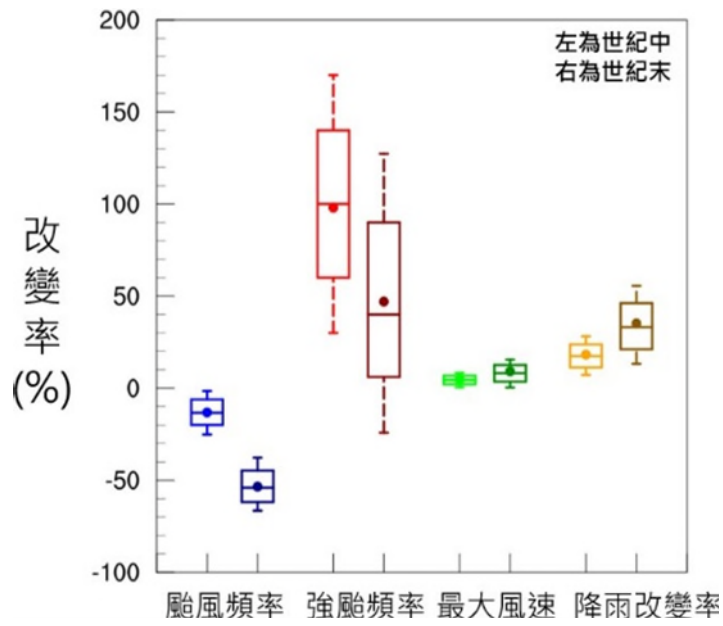 左為世紀中
右為世紀末
200
150
100
50
0
-50
-100
改
變
率
(%)
颱風頻率 強颱頻率 最大風速 降雨改變率